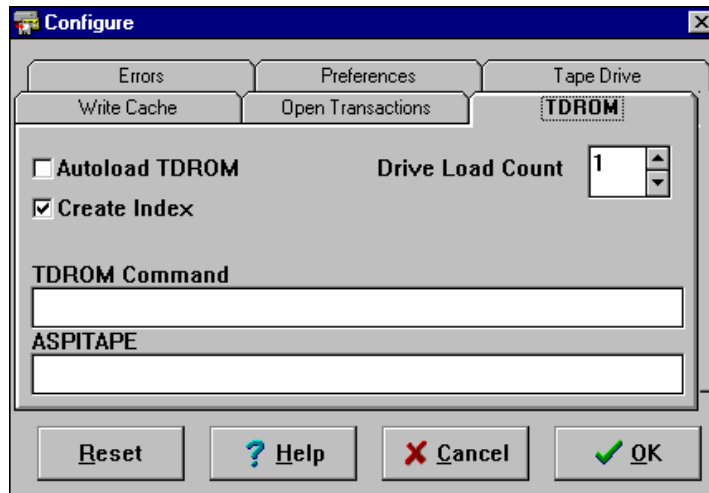 Configure
Errors
Preferences
Tape Drive
Write Cache
Open Transactions
TDROM
Autoload TDROM
Drive Load Count
1
Create Index
TDROM Command
ASPITAPE
Reset
? Help
Cancel
OK